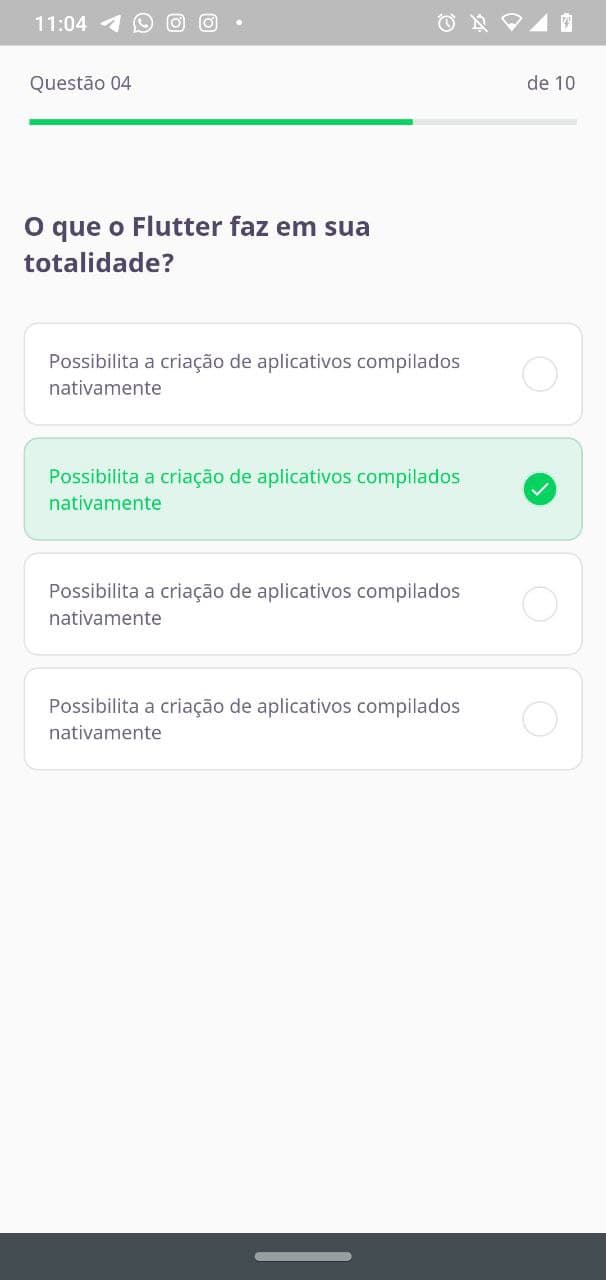 11:04
Questão 04 de 10
O que o Flutter faz em sua
totalidade?
Possibilita a criação de aplicativos compilados
nativamente
Possibilita a criação de aplicativos compilados
nativamente
Possibilita a criação de aplicativos compilados
nativamente
Possibilita a criação de aplicativos compilados
nativamente